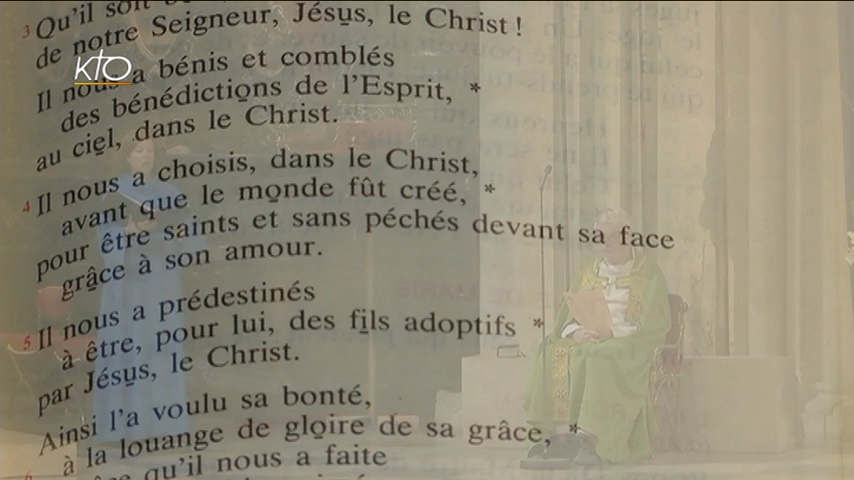 3 Qu'il soit
de notre Seigneur, Jésus, le Christ !
KTO
Il nous a bénis et comblés
des bénédictions de l'Esprit, *
au ciel, dans le Christ.
4 Il nous a choisis, dans le Christ,
avant que le monde fût créé, *
pour être saints et sans péchés devant sa face
grâce à son amour.
5 Il nous a prédestinés
à être, pour lui, des fils adoptifs *
par Jésus, le Christ.
Ainsi l'a voulu sa bonté,
à la louange de gloire de sa grâce, *
6
qu'il nous a faite